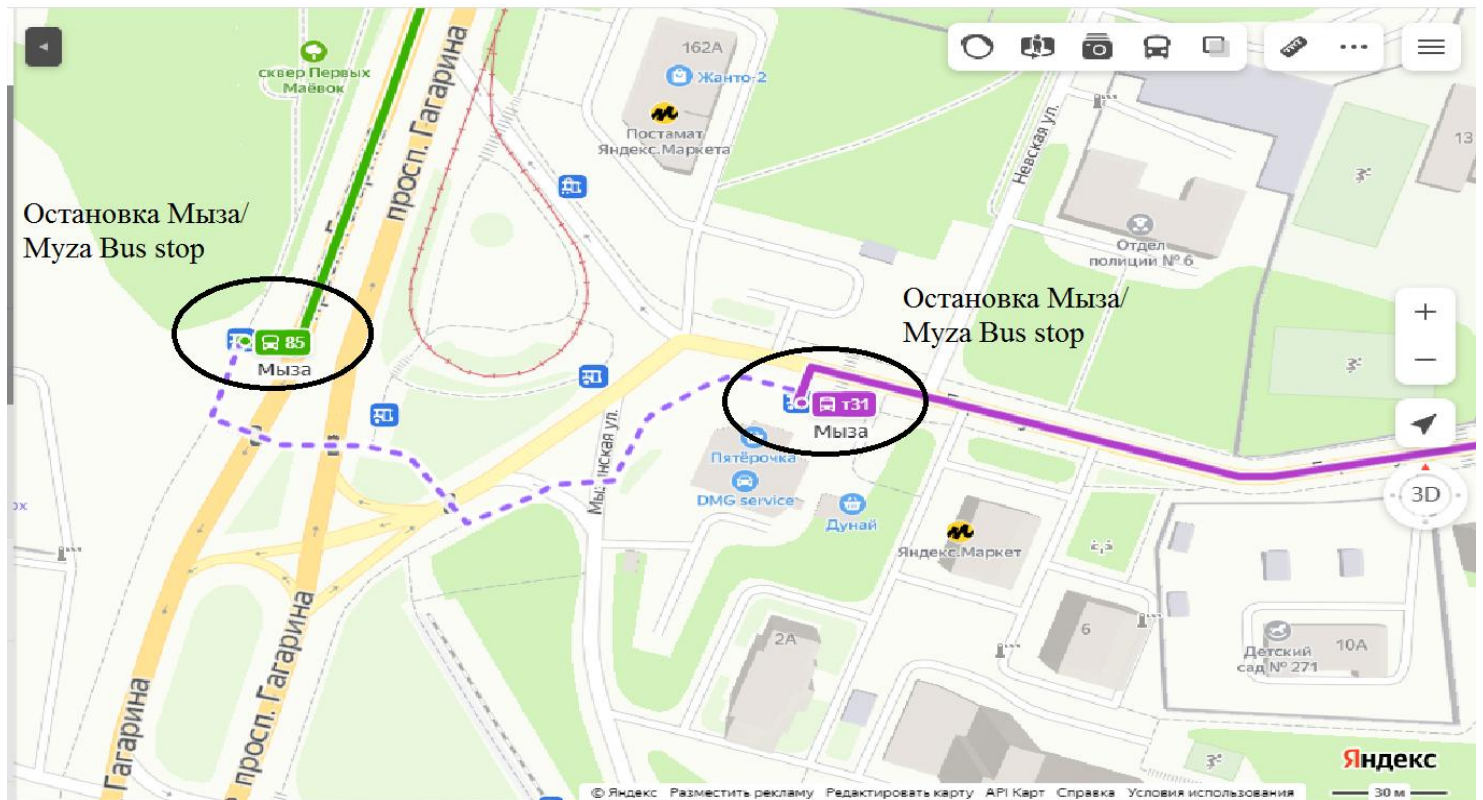 162А
Жанто-2
сквер Первых
Маёвок
просп. Гагарина
Постамат
Яндекс.Маркета
Невская ул.
13
Остановка Мыза/
Myza Bus stop
Отдел
полиции № 6
Остановка Мыза/
Myza Bus stop
85
Мыза
т31
Мыза
Пятёрочка
DMG service
Дунай
Яндекс.Маркет
3D
2А
6
Детский
сад № 271
10А
Гагарина
просп. Гагарина
Яндекс
© Яндекс Разместить рекламу Редактировать карту API Карт Справка Условия использования
30 м